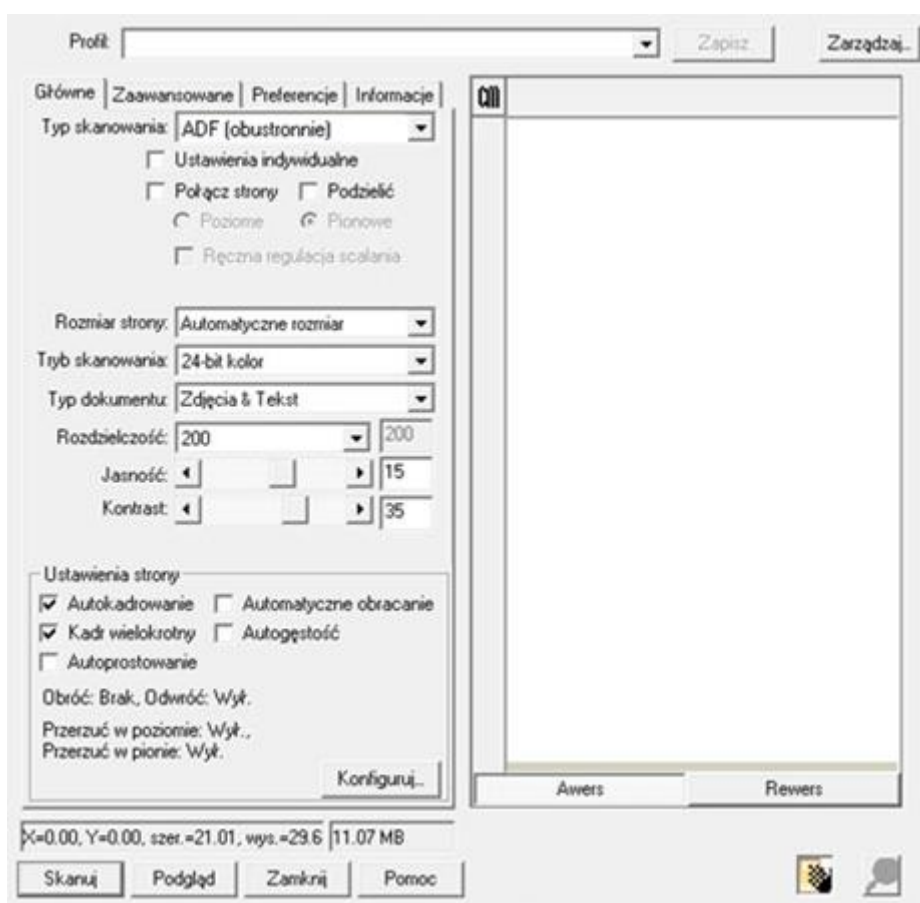 Profil: Zapisz Zarządzaj...
Główne Zaawansowane Preferencje Informacje
cm
Typ skanowania: ADF (obustronnie)
Ustawienia indywidualne
Połącz strony Podzielić
Poziome Pionowe
Ręczna regulacja scalania
Rozmiar strony: Automatyczne rozmiar
Tryb skanowania: 24-bit kolor
Typ dokumentu: Zdjęcia & Tekst
Rozdzielczość: 200 200
Jasność: 15
Kontrast: 35
Ustawienia strony
Autokadrowanie Automatyczne obracanie
Kadr wielokrotny Autogęstość
Autoprostowanie
Obróć: Brak, Odwróć: Wył.
Przerzuć w poziomie: Wył.,
Przerzuć w pionie: Wył.
Konfiguruj...
Awers Rewers
X=0.00, Y=0.00, szer.=21.01, wys.=29.6 11.07 MB
Skanuj Podgląd Zamknij Pomoc